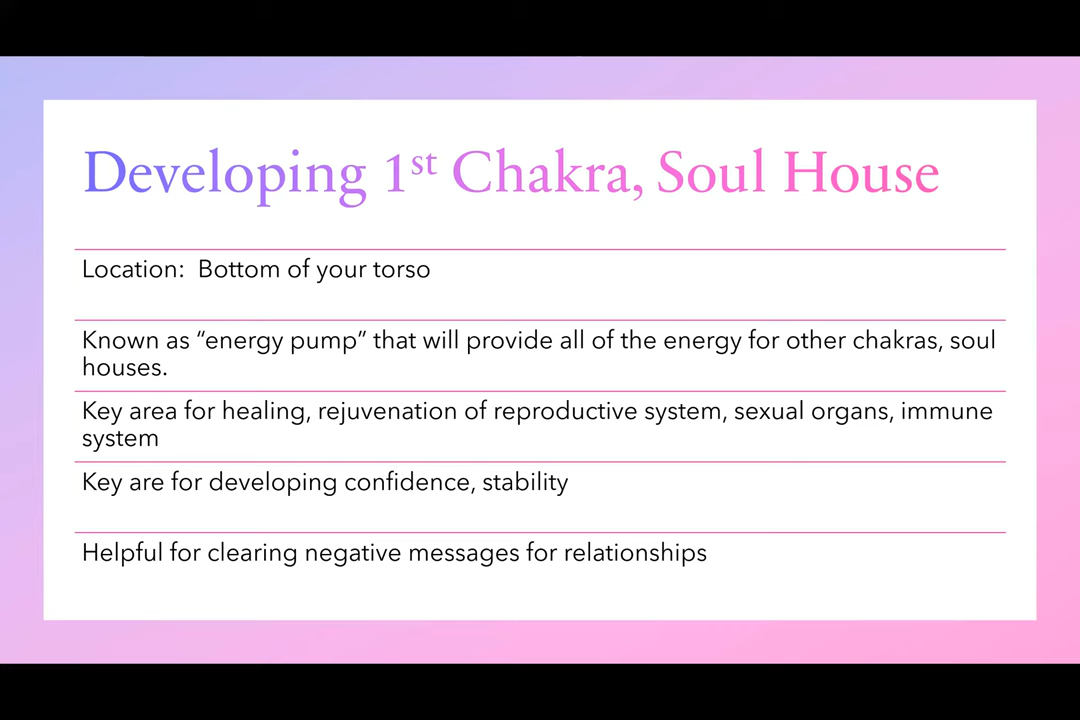 Developing 1st Chakra, Soul House
Location:  Bottom of your torso
Known as “energy pump” that will provide all of the energy for other chakras, soul
houses.
Key area for healing, rejuvenation of reproductive system, sexual organs, immune
system
Key are for developing confidence, stability
Helpful for clearing negative messages for relationships